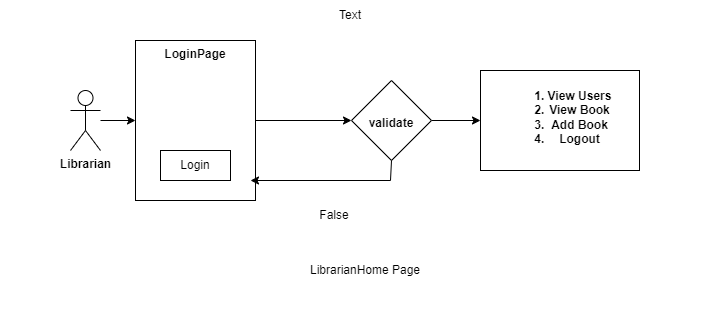 Text
LoginPage
validate
1. View Users
2. View Book
3. Add Book
4. Logout
Librarian
Login
False
LibrarianHome Page